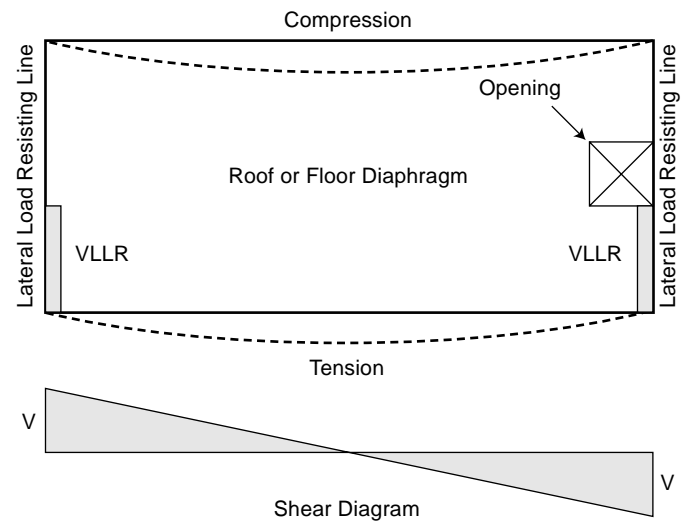 Compression
Lateral Load Resisting Line
Opening
Lateral Load Resisting Line
Roof or Floor Diaphragm
VLLR
VLLR
Tension
V
V
Shear Diagram